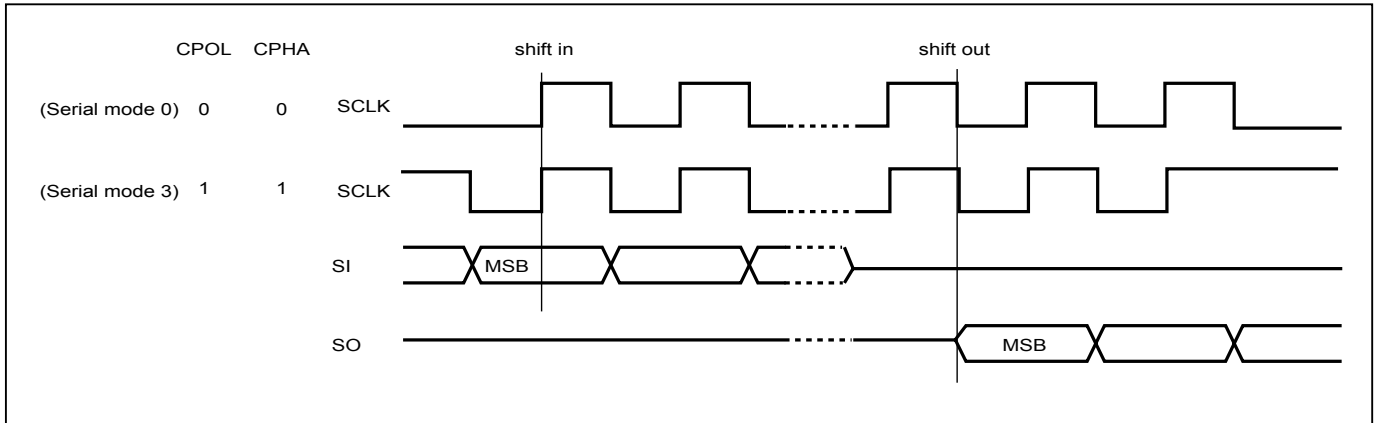 CPOL CPHA shift in shift out
(Serial mode 0) 0 0 SCLK
(Serial mode 3) 1 1 SCLK
SI MSB
SO MSB